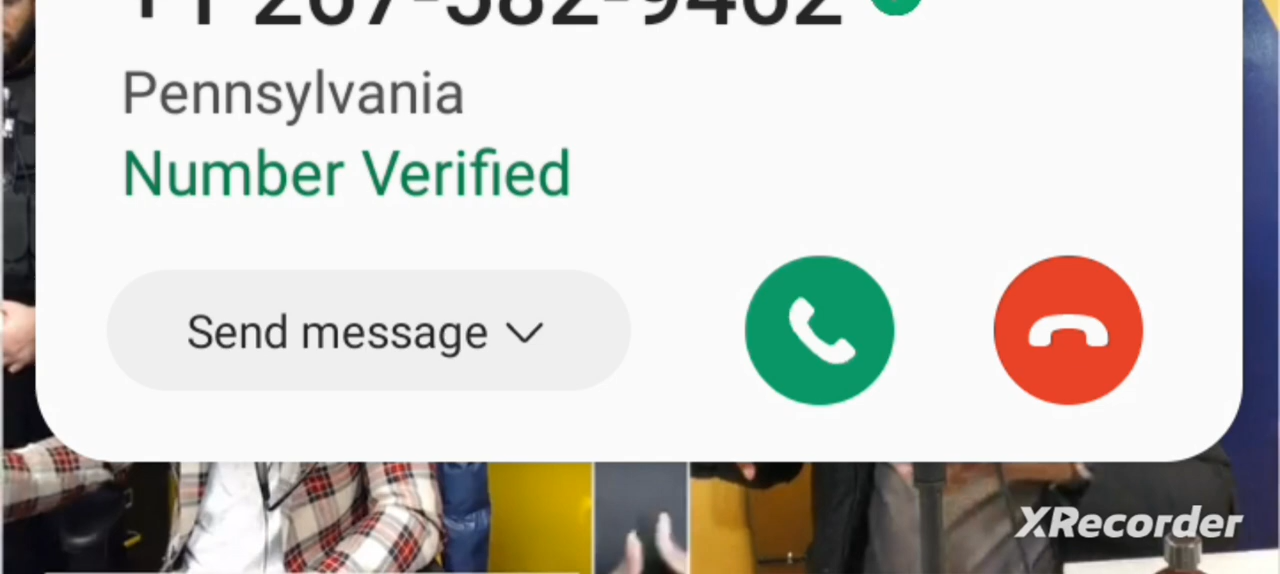 Pennsylvania
Number Verified
Send message
XRecorder